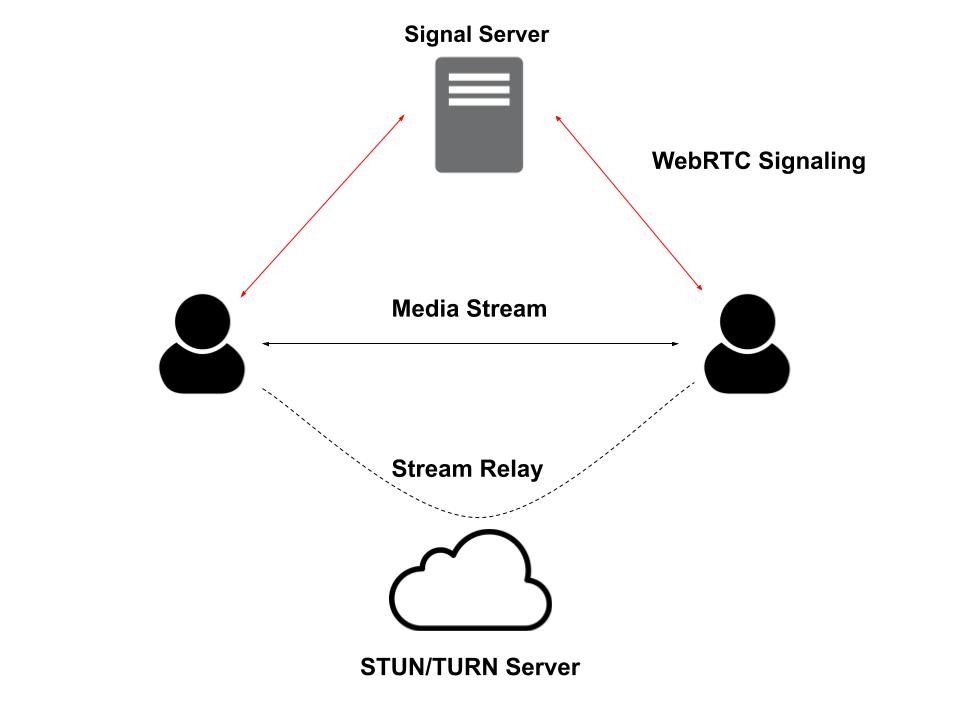 Signal Server
WebRTC Signaling
Media Stream
Stream Relay
STUN/TURN Server